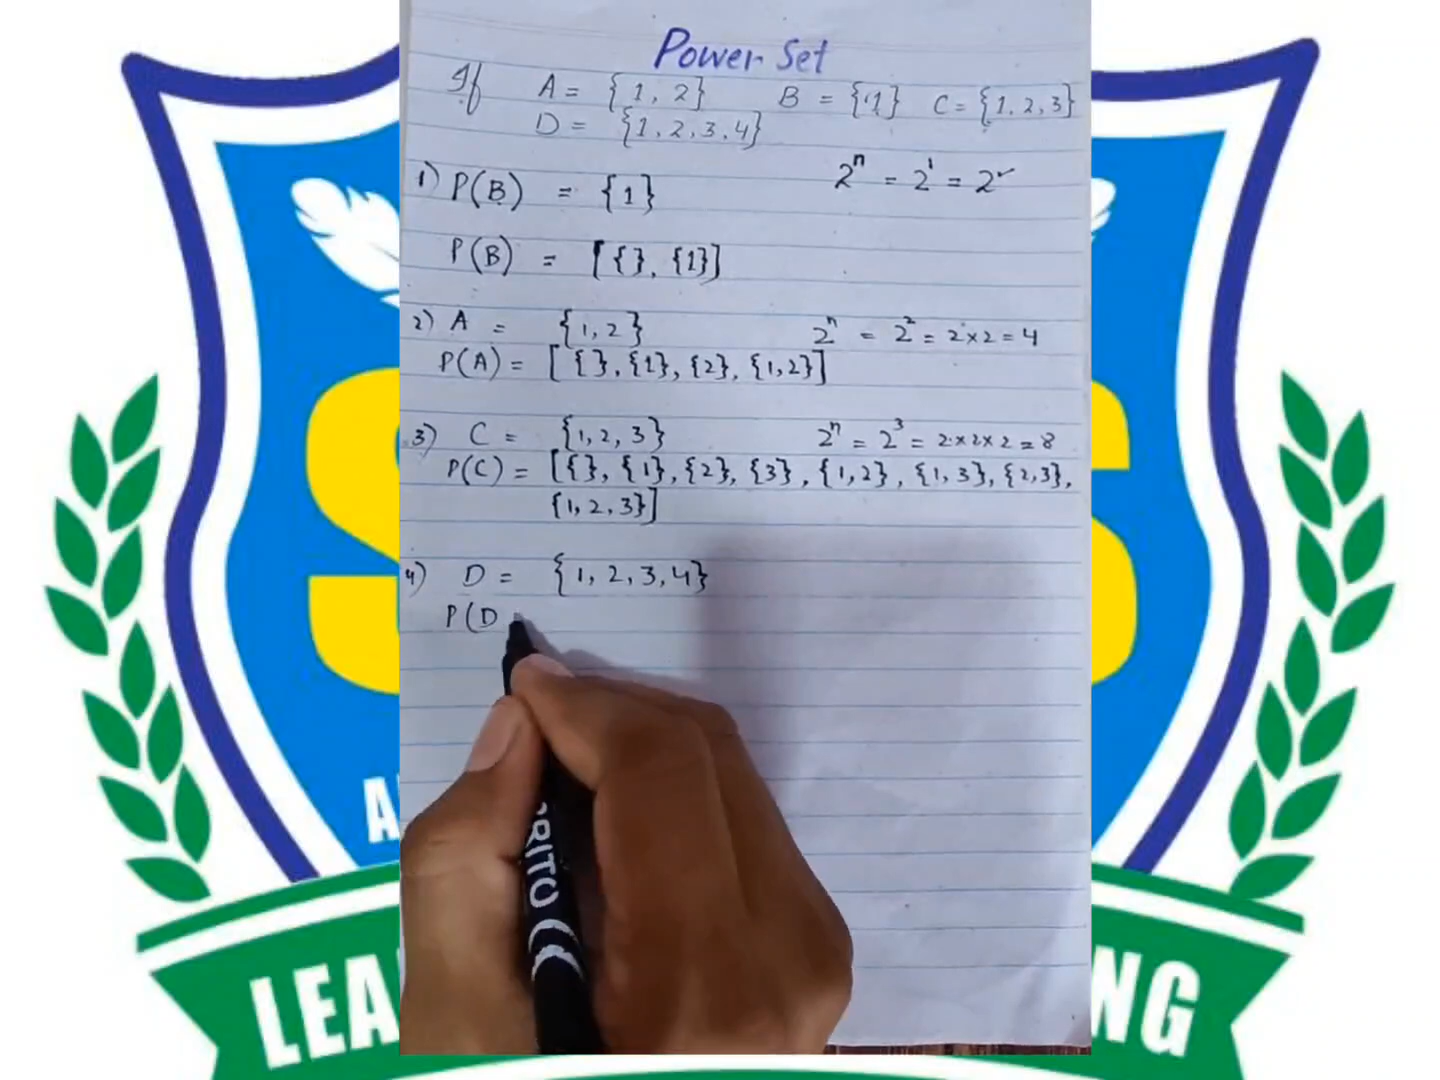 Power Set
If A = {1, 2} B = {1} C = {1, 2, 3}
D = {1, 2, 3, 4}
1) P(B) = {1} 2ⁿ = 2¹ = 2
P(B) = [{}, {1}]
2) A = {1, 2} 2ⁿ = 2² = 2×2 = 4
P(A) = [{}, {1}, {2}, {1,2}]
3) C = {1, 2, 3} 2ⁿ = 2³ = 2×2×2 = 8
P(C) = [{}, {1}, {2}, {3}, {1,2}, {1,3}, {2,3},
{1, 2, 3}]
4) D = {1, 2, 3, 4}
P(D
RITO
S S
A
LEA NG